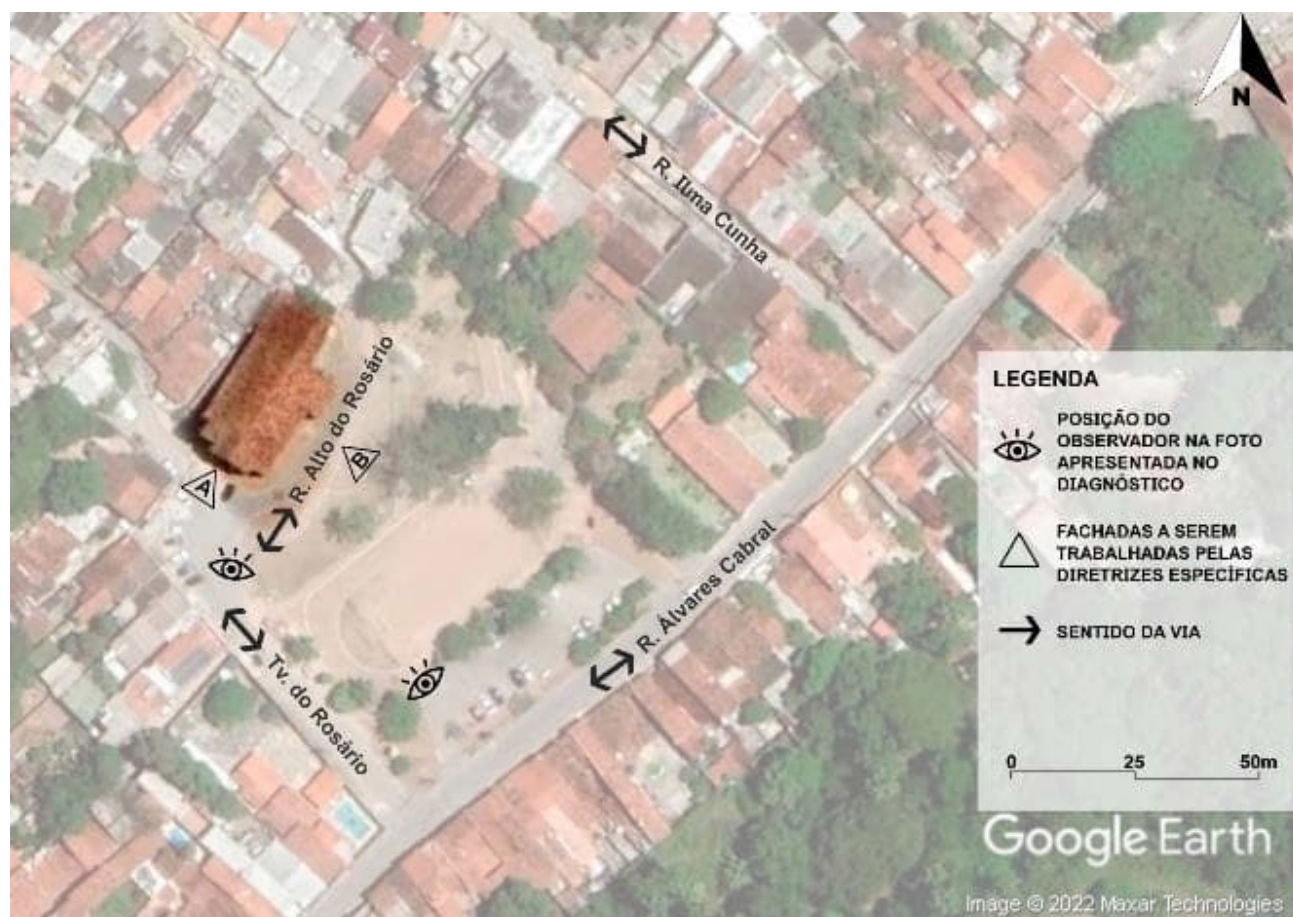 N
R. Ilma Cunha
R. Alto do Rosário
B
A
R. Álvares Cabral
Tv. do Rosário
LEGENDA
POSIÇÃO DO
OBSERVADOR NA FOTO
APRESENTADA NO
DIAGNÓSTICO
FACHADAS A SEREM
TRABALHADAS PELAS
DIRETRIZES ESPECÍFICAS
SENTIDO DA VIA
0 25 50m
Google Earth
Image © 2022 Maxar Technologies